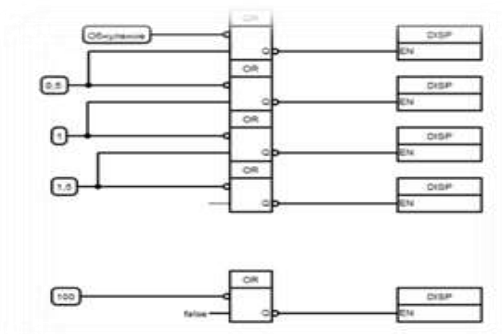 OR
Обнуление
DISP
Q
EN
OR
0,5
DISP
Q
EN
OR
1
DISP
Q
EN
OR
1,5
DISP
Q
EN
OR
100
DISP
false
Q
EN